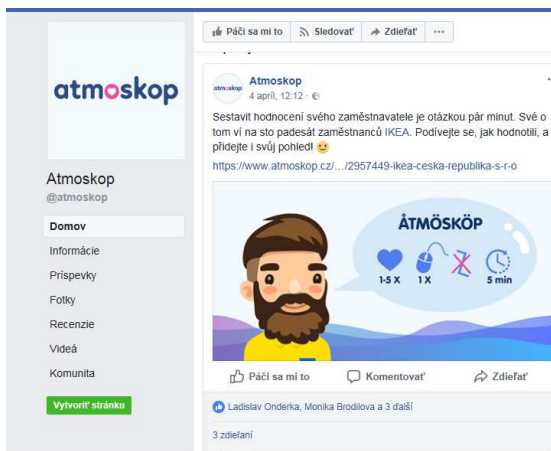 atmoskop
Atmoskop
@atmoskop
Domov
Informácie
Príspevky
Fotky
Recenzie
Videá
Komunita
Vytvoriť stránku
Páči sa mi to
Sledovať
Zdieľať
atmoskop
Atmoskop
4 apríl, 12:12
Sestavit hodnocení svého zaměstnavatele je otázkou pár minut. Své o
tom ví na sto padesát zaměstnanců IKEA. Podívejte se, jak hodnotili, a
přidejte i svůj pohled!
https://www.atmoskop.cz/.../2957449-ikea-ceska-republika-s-r-o
ÅTMÖSKÖP
1-5 X 1 X 5 min
Páči sa mi to Komentovať Zdieľať
Ladislav Onderka, Monika Brodilova a 3 ďalší
3 zdieľaní